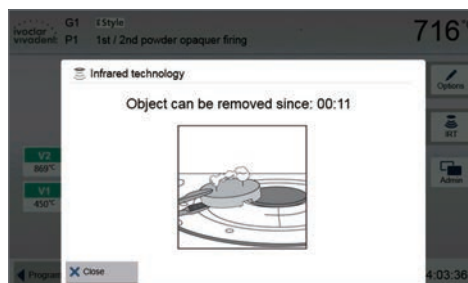 ivoclar
vivadent
G1 IStyle
P1 1st / 2nd powder opaquer firing
716°
Infrared technology
Object can be removed since: 00:11
Options
IRT
Admin
V2
869°C
V1
450°C
Program
Close
4:03:36